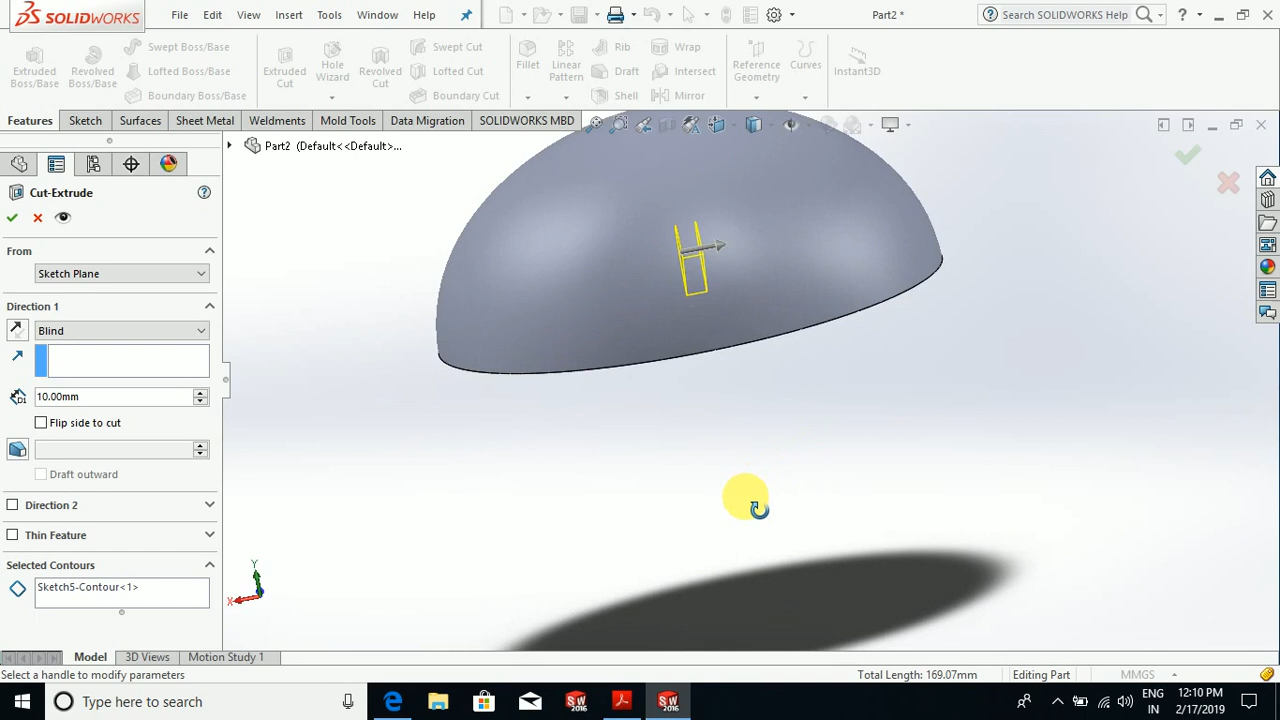 SOLIDWORKS
File
Edit
View
Insert
Tools
Window
Help
Part2 *
Search SOLIDWORKS Help
?
Extruded Boss/Base
Revolved Boss/Base
Swept Boss/Base
Lofted Boss/Base
Boundary Boss/Base
Extruded Cut
Hole Wizard
Revolved Cut
Swept Cut
Lofted Cut
Boundary Cut
Fillet
Linear Pattern
Rib
Draft
Shell
Wrap
Intersect
Mirror
Reference Geometry
Curves
Instant3D
Features
Sketch
Surfaces
Sheet Metal
Weldments
Mold Tools
Data Migration
Evaluate
SOLIDWORKS MBD
Part2 (Default<<Default>...
Cut-Extrude
From
Sketch Plane
Direction 1
Blind
10.00mm
Flip side to cut
Draft outward
Direction 2
Thin Feature
Selected Contours
Sketch5-Contour<1>
Y
X
Model
3D Views
Motion Study 1
Select a handle to modify parameters
Total Length: 169.07mm
Editing Part
MMGS
Type here to search
SW
2016
SW
2016
ENG
IN
12:10 PM
2/17/2019